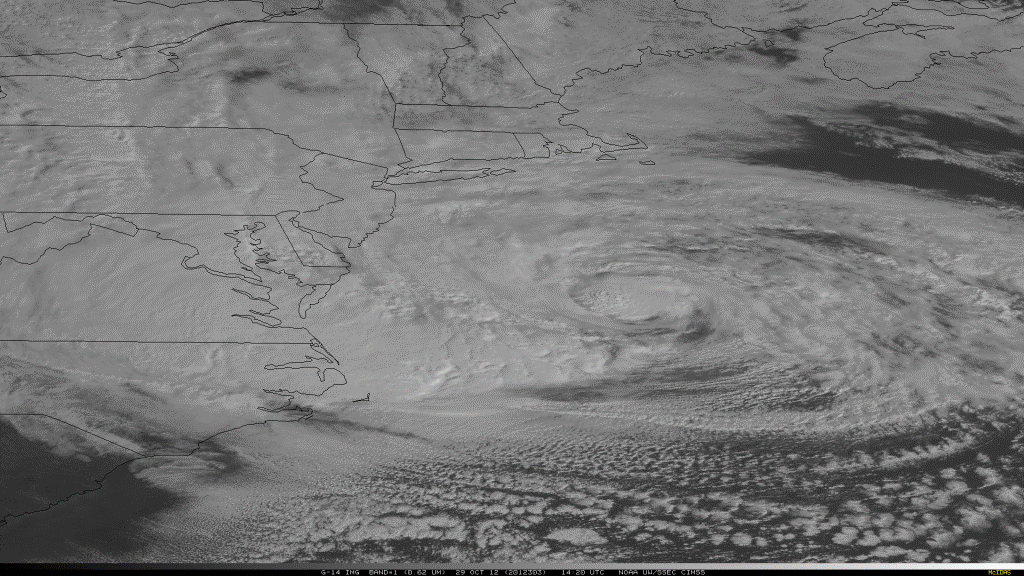 G-14 IMG BAND=1 (0.62 UM) 29 OCT 12 (2012303) 14:20 UTC NOAA UW/SSEC CIMSS McIDAS